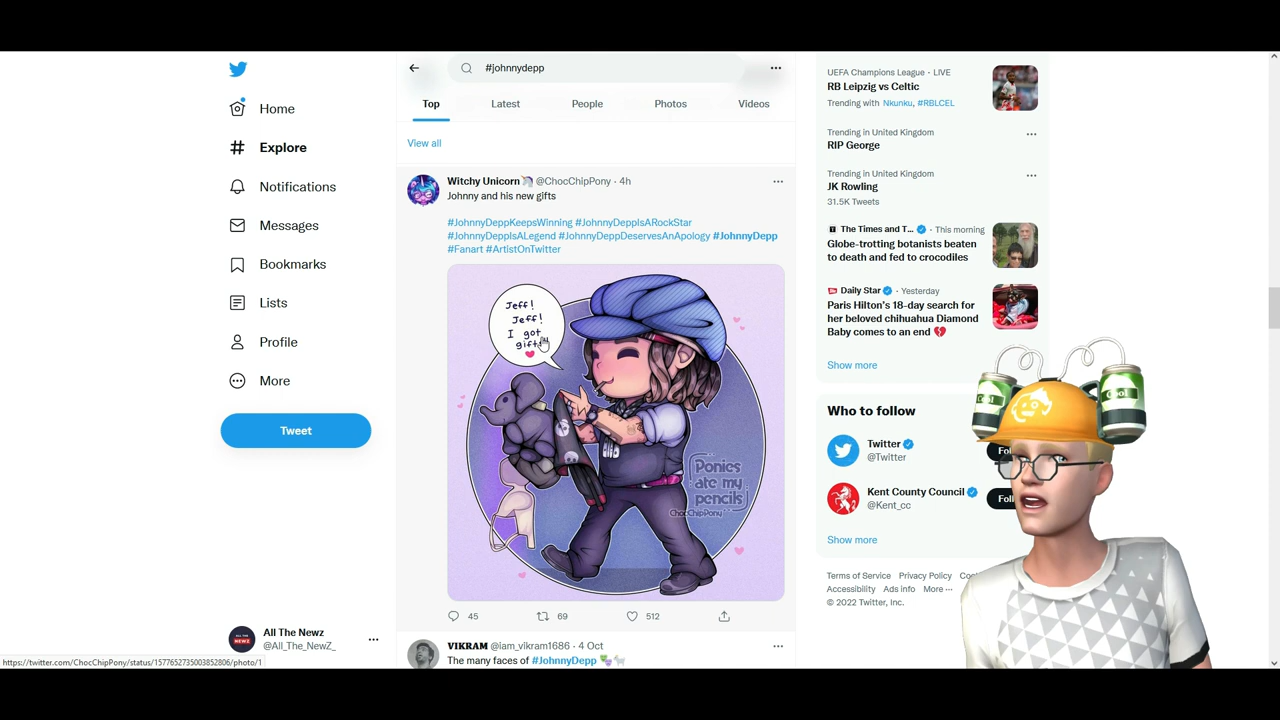 #johnnydepp
Top
Latest
People
Photos
Videos
Home
Explore
Notifications
Messages
Bookmarks
Lists
Profile
More
Tweet
All The Newz
@All_The_NewZ_
View all
Witchy Unicorn🦄 @ChocChipPony · 4h
Johnny and his new gifts
#JohnnyDeppKeepsWinning #JohnnyDeppIsARockStar
#JohnnyDeppIsALegend #JohnnyDeppDeservesAnApology #JohnnyDepp
#Fanart #ArtistOnTwitter
Jeff!
Jeff!
I got
gifts
Ponies
ate my
pencils
ChocChipPony
45
69
512
VIKRAM @iam_vikram1686 · 4 Oct
The many faces of #JohnnyDepp
UEFA Champions League · LIVE
RB Leipzig vs Celtic
Trending with Nkunku, #RBLCEL
Trending in United Kingdom
RIP George
Trending in United Kingdom
JK Rowling
31.5K Tweets
The Times and T... · This morning
Globe-trotting botanists beaten
to death and fed to crocodiles
Daily Star · Yesterday
Paris Hilton's 18-day search for
her beloved chihuahua Diamond
Baby comes to an end 💔
Show more
Who to follow
Twitter
@Twitter
Kent County Council
@Kent_cc
Show more
Terms of Service Privacy Policy
Accessibility Ads info More ···
© 2022 Twitter, Inc.
https://twitter.com/ChocChipPony/status/1577652735003852806/photo/1